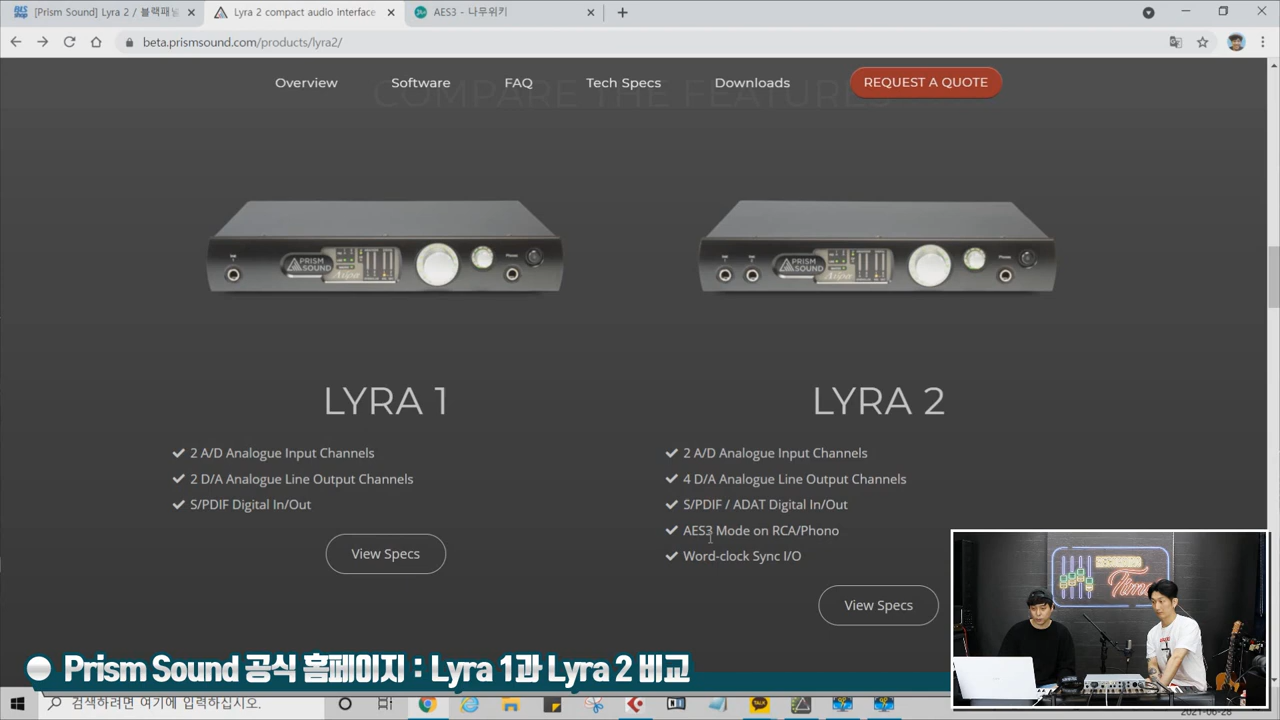 [Prism Sound] Lyra 2 / 블랙패널
Lyra 2 compact audio interface
AES3 - 나무위키
beta.prismsound.com/products/lyra2/
COMPARE THE FEATURES
Overview
Software
FAQ
Tech Specs
Downloads
REQUEST A QUOTE
PRISM SOUND
PRISM SOUND
LYRA 1
2 A/D Analogue Input Channels
2 D/A Analogue Line Output Channels
S/PDIF Digital In/Out
View Specs
LYRA 2
2 A/D Analogue Input Channels
4 D/A Analogue Line Output Channels
S/PDIF / ADAT Digital In/Out
AES3 Mode on RCA/Phono
Word-clock Sync I/O
View Specs
Time
Prism Sound 공식 홈페이지 : Lyra 1과 Lyra 2 비교
검색하려면 여기에 입력하십시오.
TALK
2021-06-28